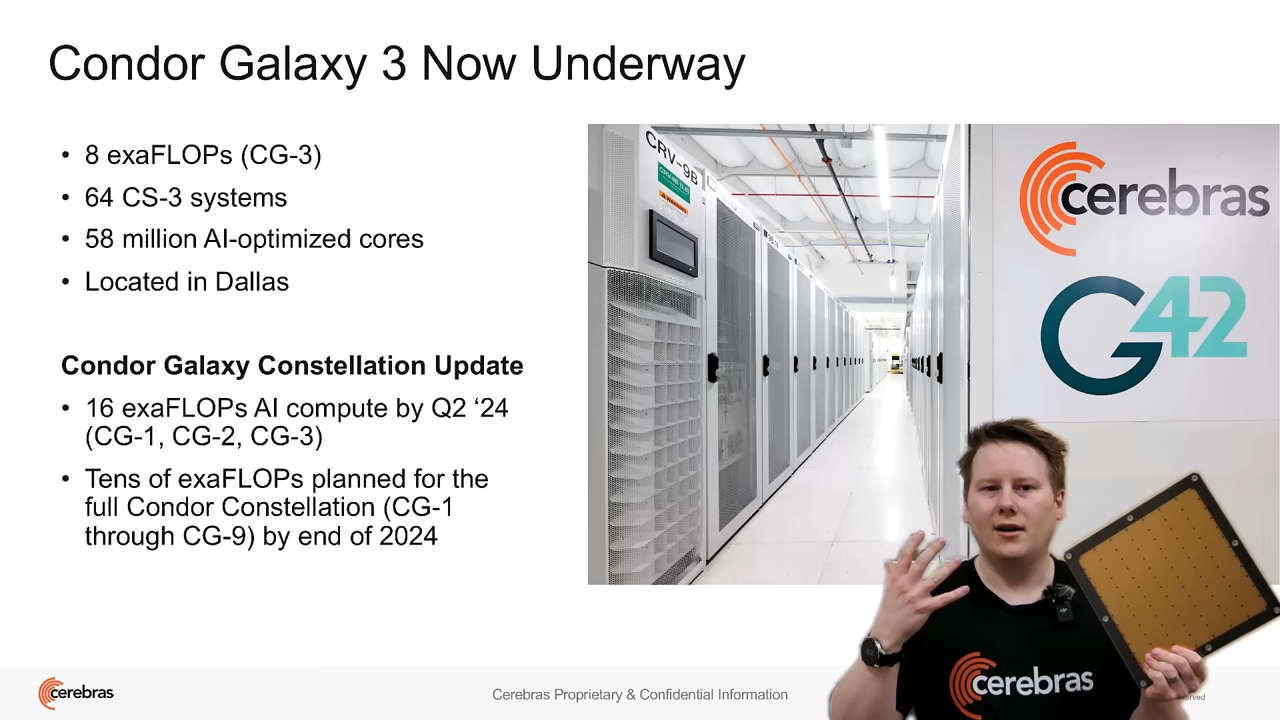 Condor Galaxy 3 Now Underway
• 8 exaFLOPs (CG-3)
• 64 CS-3 systems
• 58 million AI-optimized cores
• Located in Dallas
Condor Galaxy Constellation Update
• 16 exaFLOPs AI compute by Q2 ‘24
(CG-1, CG-2, CG-3)
• Tens of exaFLOPs planned for the
full Condor Constellation (CG-1
through CG-9) by end of 2024
CRV-9B
cerebras
G42
cerebras
cerebras
Cerebras Proprietary & Confidential Information